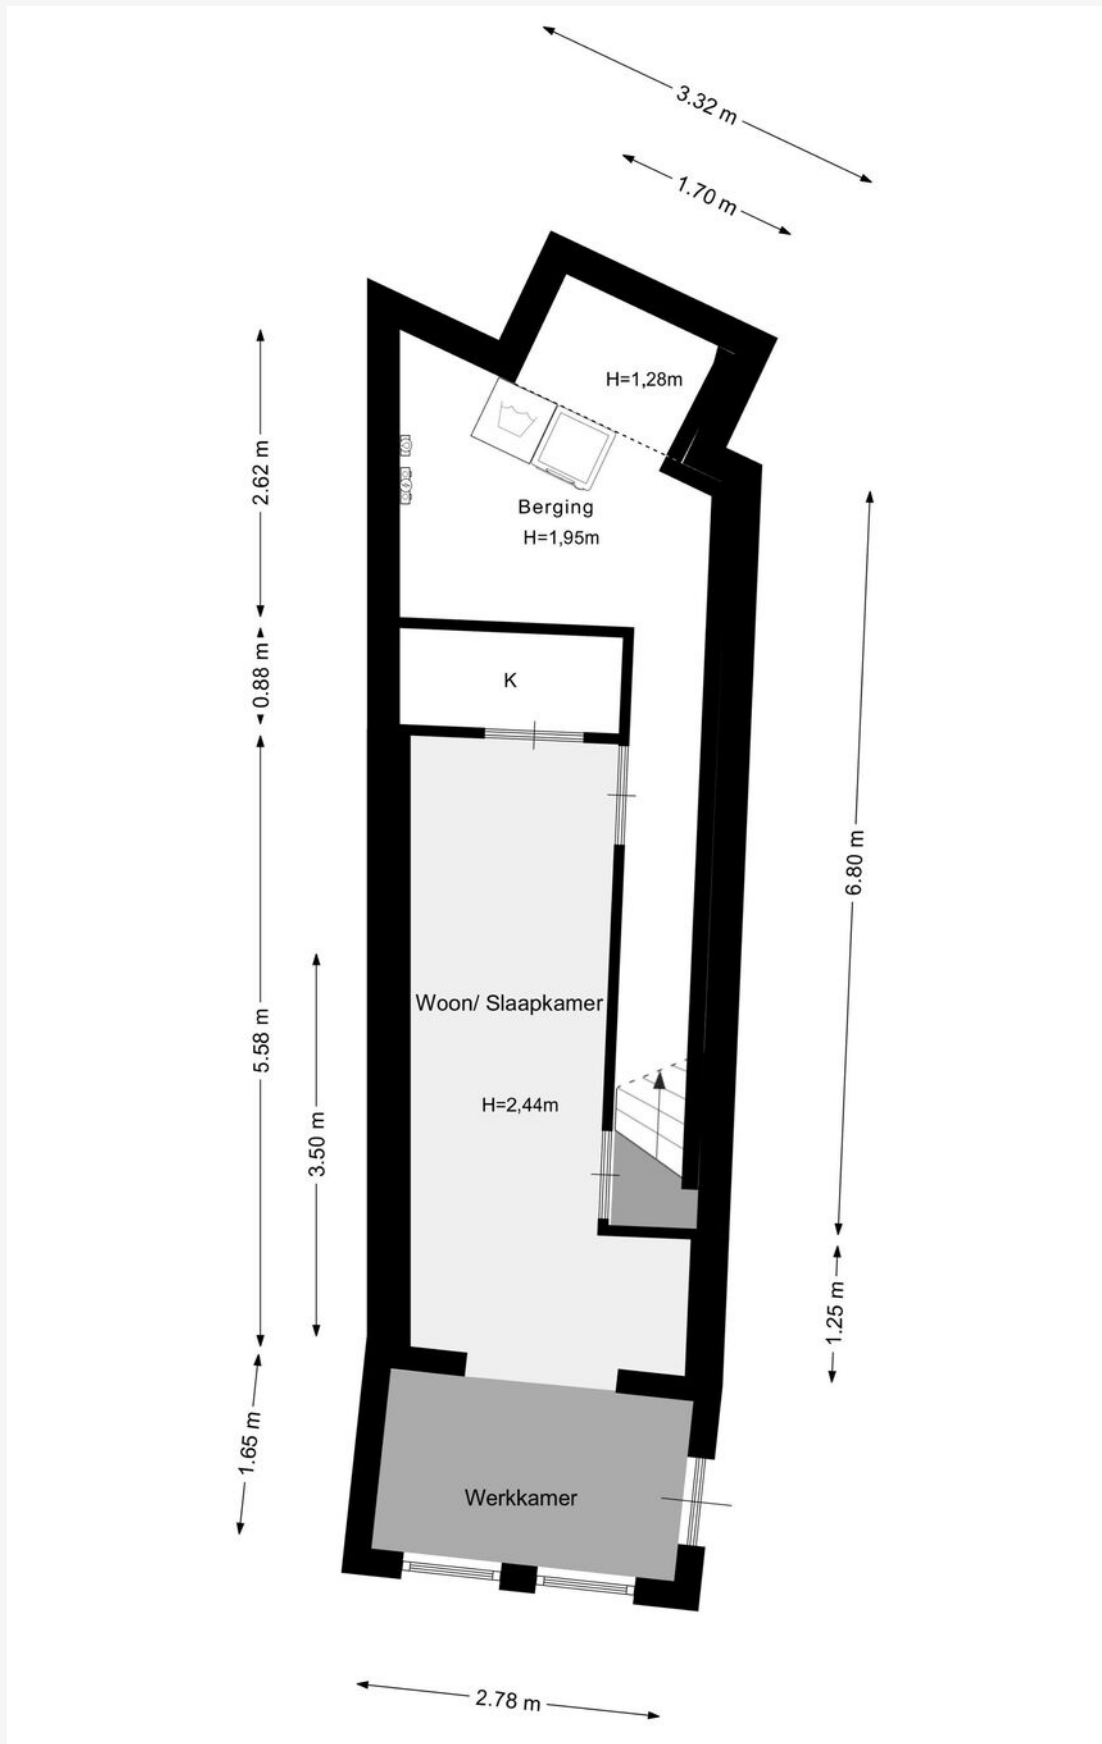 3.32 m
1.70 m
H=1,28m
2.62 m
Berging
H=1,95m
0.88 m
K
6.80 m
Woon/ Slaapkamer
5.58 m
H=2,44m
3.50 m
1.25 m
1.65 m
Werkkamer
2.78 m